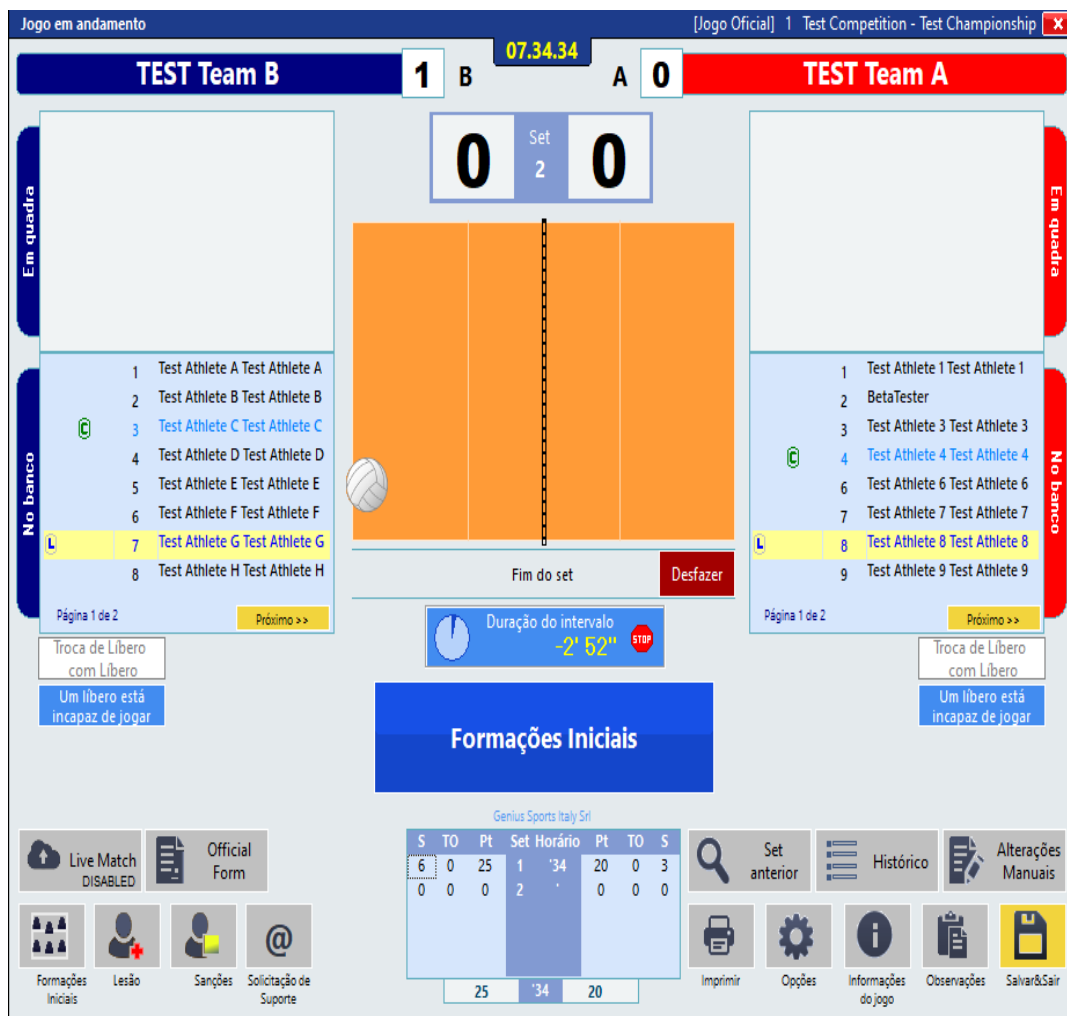 Jogo em andamento
[Jogo Oficial] 1 Test Competition - Test Championship
07.34.34
TEST Team B
1
B
A
0
TEST Team A
0
Set
2
0
Em quadra
Em quadra
No banco
1 Test Athlete A Test Athlete A
2 Test Athlete B Test Athlete B
C 3 Test Athlete C Test Athlete C
4 Test Athlete D Test Athlete D
5 Test Athlete E Test Athlete E
6 Test Athlete F Test Athlete F
L 7 Test Athlete G Test Athlete G
8 Test Athlete H Test Athlete H
Página 1 de 2
Próximo >>
No banco
1 Test Athlete 1 Test Athlete 1
2 BetaTester
3 Test Athlete 3 Test Athlete 3
C 4 Test Athlete 4 Test Athlete 4
6 Test Athlete 6 Test Athlete 6
7 Test Athlete 7 Test Athlete 7
L 8 Test Athlete 8 Test Athlete 8
9 Test Athlete 9 Test Athlete 9
Página 1 de 2
Próximo >>
Fim do set
Desfazer
Duração do intervalo
-2' 52"
STOP
Troca de Líbero
com Líbero
Um líbero está
incapaz de jogar
Troca de Líbero
com Líbero
Um líbero está
incapaz de jogar
Formações Iniciais
Genius Sports Italy Srl
S TO Pt Set Horário Pt TO S
6 0 25 1 '34 20 0 3
0 0 0 2 ' 0 0 0
25 '34 20
Live Match
DISABLED
Official
Form
Set
anterior
Histórico
Alterações
Manuais
Formações
Iniciais
Lesão
Sanções
@
Solicitação de
Suporte
Imprimir
Opções
Informações
do jogo
Observações
Salvar&Sair